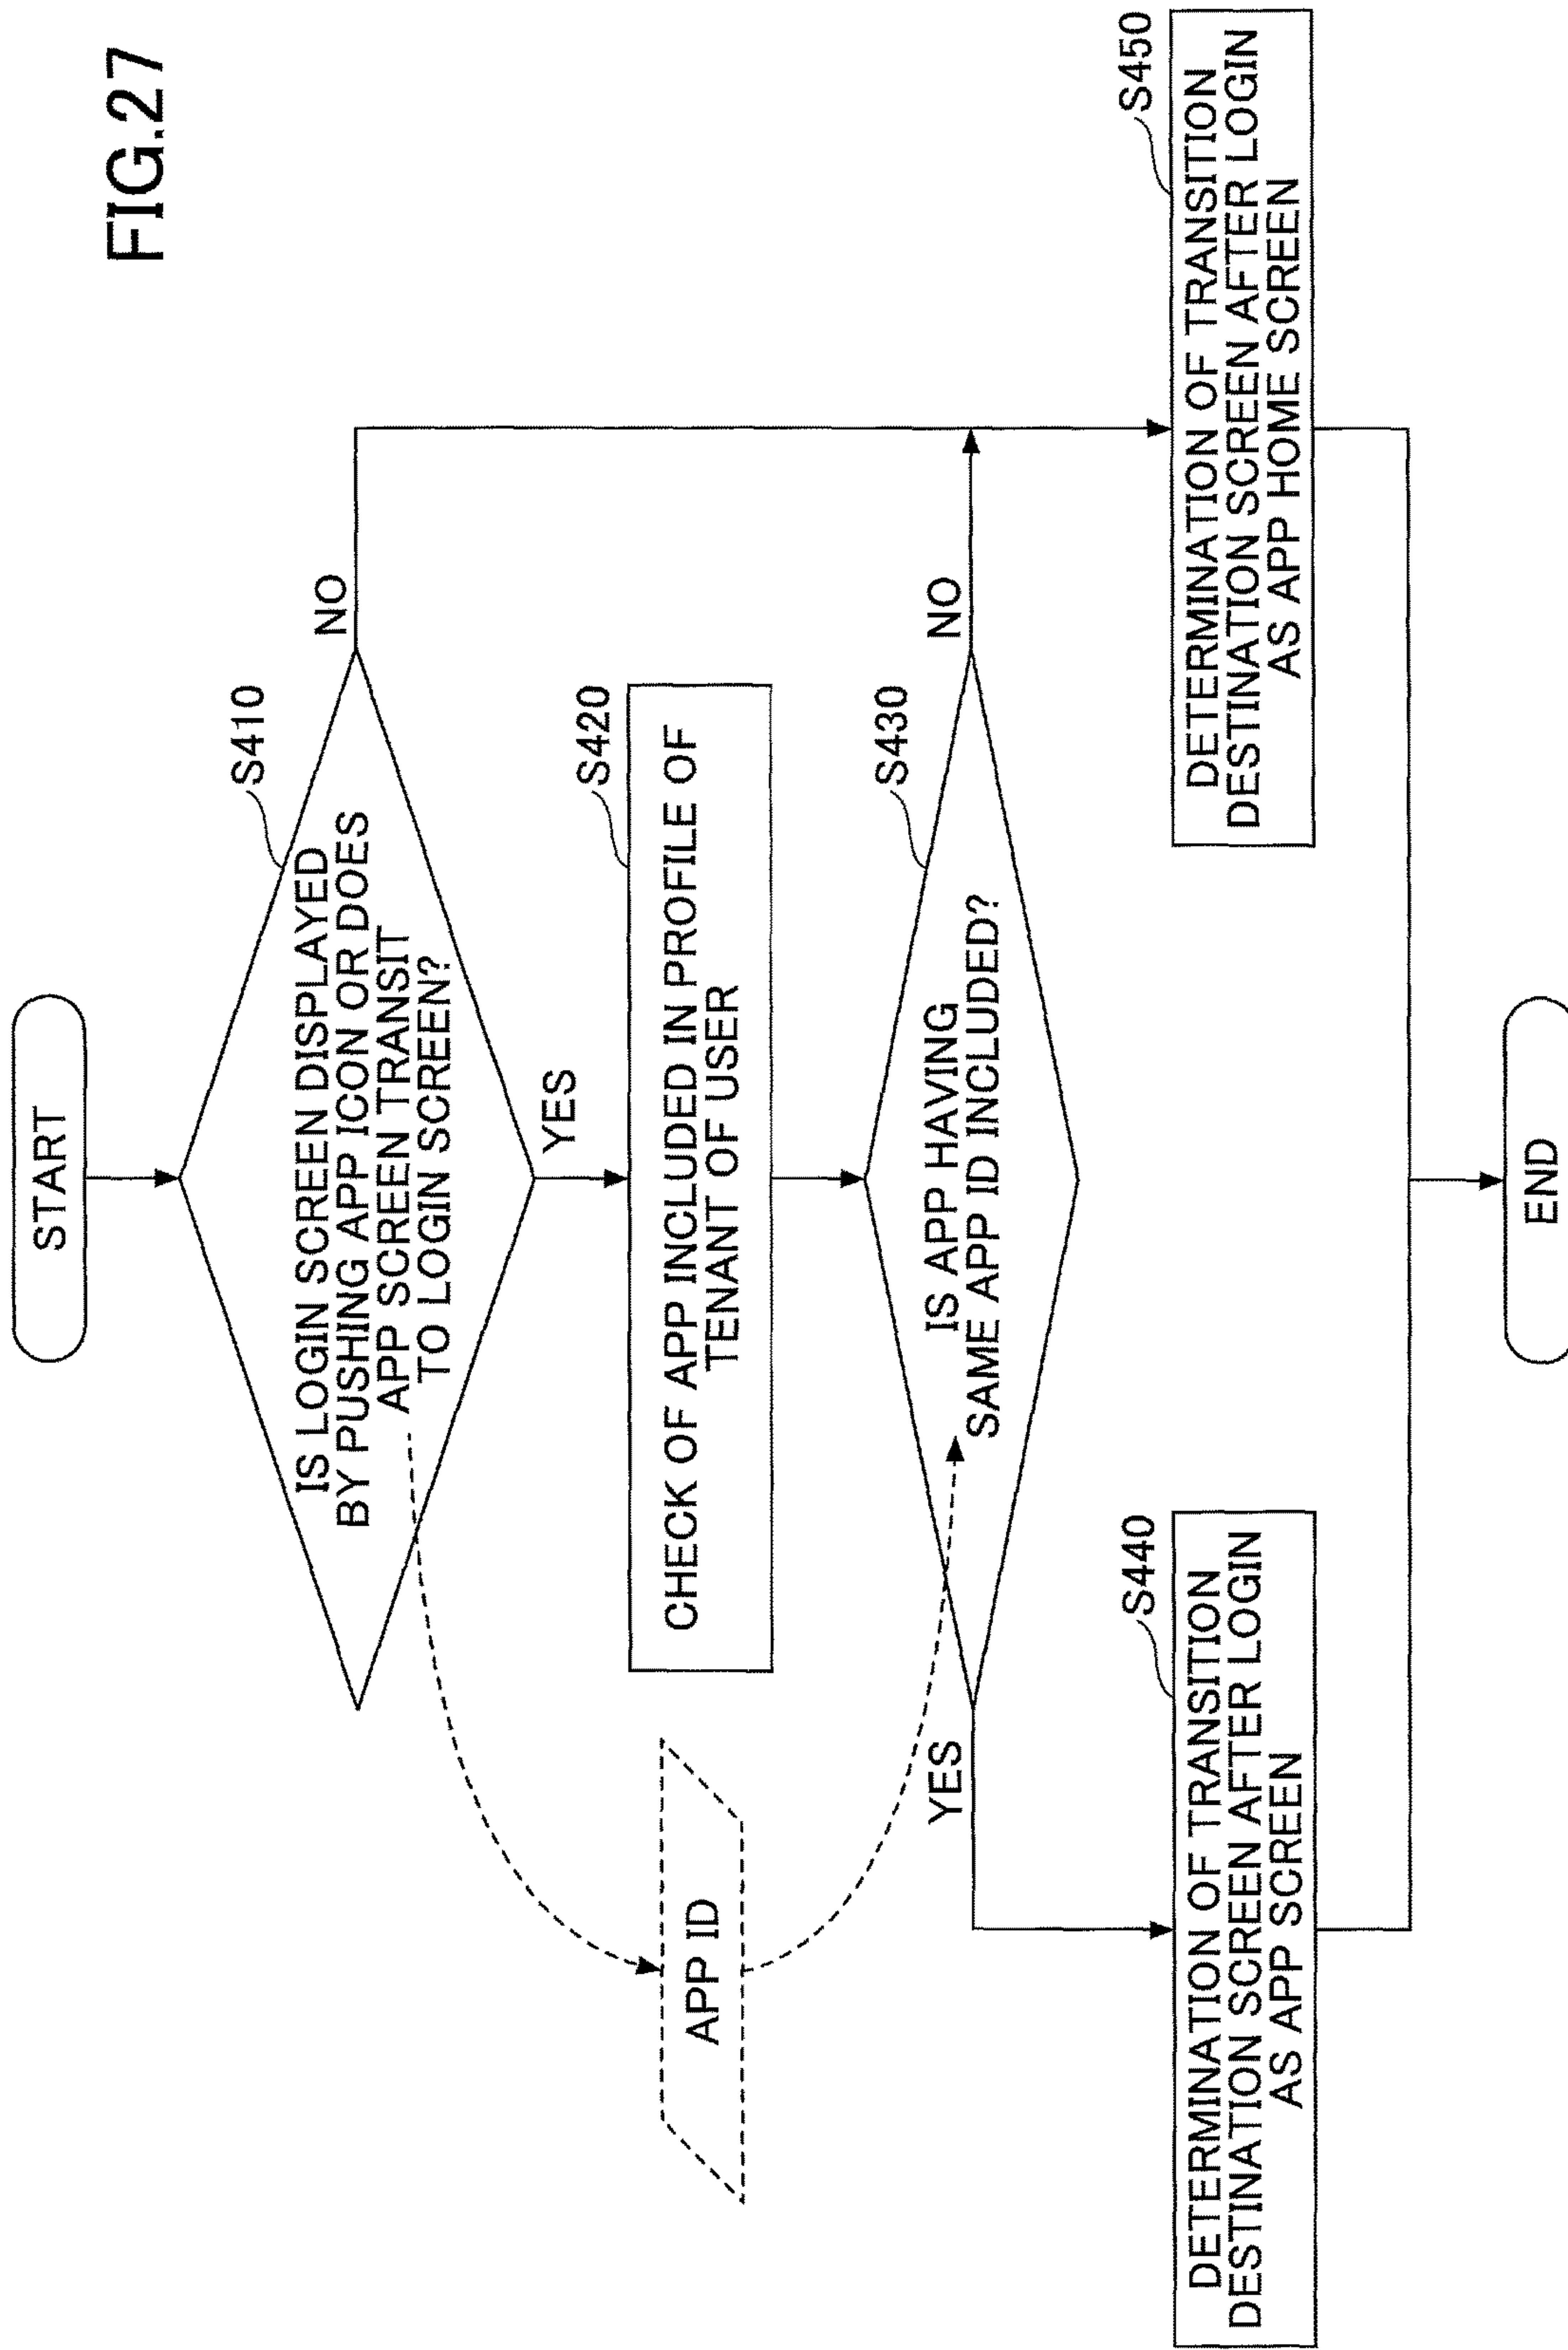 FIG.27
START
S410
IS LOGIN SCREEN DISPLAYED
BY PUSHING APP ICON OR DOES
APP SCREEN TRANSIT
TO LOGIN SCREEN?
NO
YES
S420
CHECK OF APP INCLUDED IN PROFILE OF
TENANT OF USER
APP ID
S430
IS APP HAVING
SAME APP ID INCLUDED?
YES
NO
S440
DETERMINATION OF TRANSITION
DESTINATION SCREEN AFTER LOGIN
AS APP SCREEN
S450
DETERMINATION OF TRANSITION
DESTINATION SCREEN AFTER LOGIN
AS APP HOME SCREEN
END